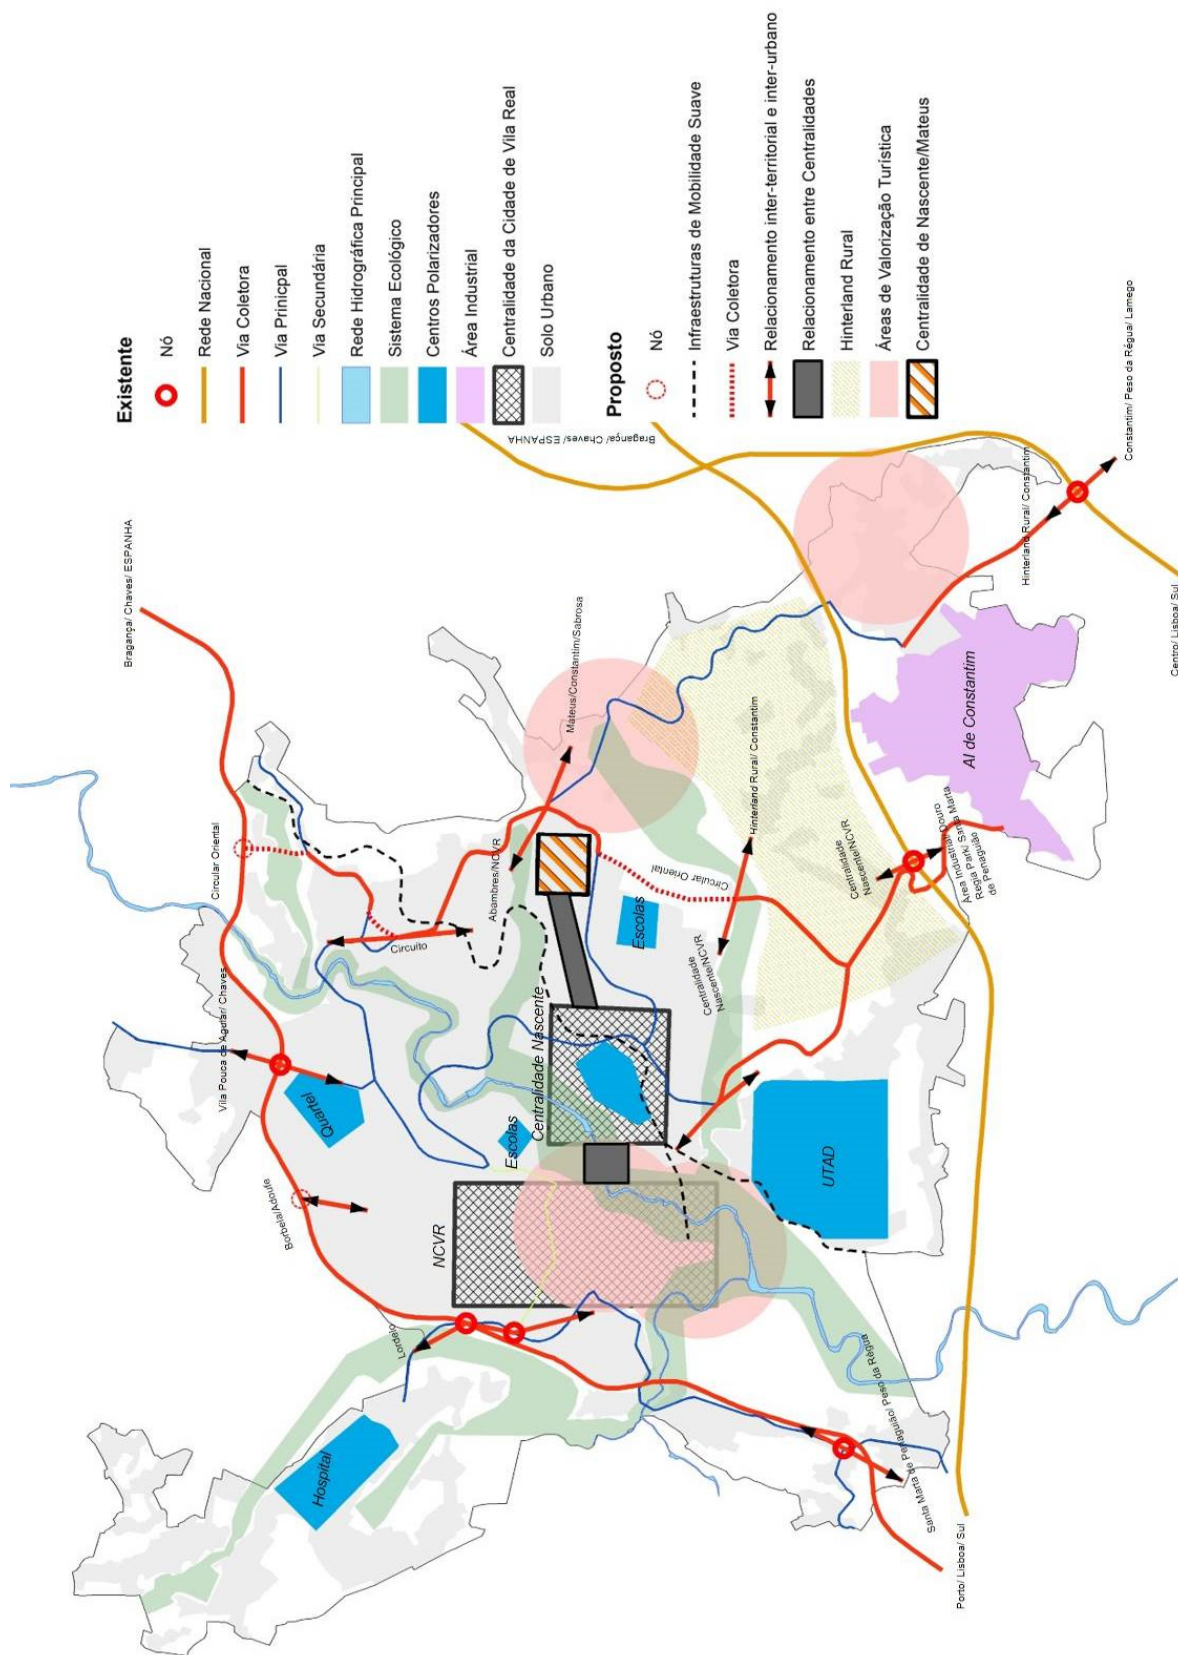 Existente
Nó
Rede Nacional
Via Coletora
Via Prinicpal
Via Secundária
Rede Hidrográfica Principal
Sistema Ecológico
Centros Polarizadores
Área Industrial
Centralidade da Cidade de Vila Real
Solo Urbano
Proposto
Nó
Infraestruturas de Mobilidade Suave
Via Coletora
Relacionamento inter-territorial e inter-urbano
Relacionamento entre Centralidades
Hinterland Rural
Áreas de Valorização Turística
Centralidade de Nascente/Mateus
Bragança/ Chaves/ ESPANHA
Bragança/ Chaves/ ESPANHA
Circular Oriental
Vila Pouca de Aguiar/ Chaves
Quartel
Borbela/Adoufe
Lordelo
Hospital
NCVR
Escolas
Centralidade Nascente
Circuito
Abambres/NCVR
Mateus/Constantim/Sabrosa
Escolas
Circular Oriental
Centralidade
Nascente/NCVR
Hinterland Rural/ Constantim
UTAD
Centralidade
Nascente/NCVR
Área Industrial/Douro
Régia Park/ Santa Marta
de Penaguião
AI de Constantim
Hinterland Rural/ Constantim
Constantim/ Peso da Régua/ Lamego
Centro/ Lisboa/ Sul
Santa Marta de Penaguião/ Peso da Régua
Porto/ Lisboa/ Sul